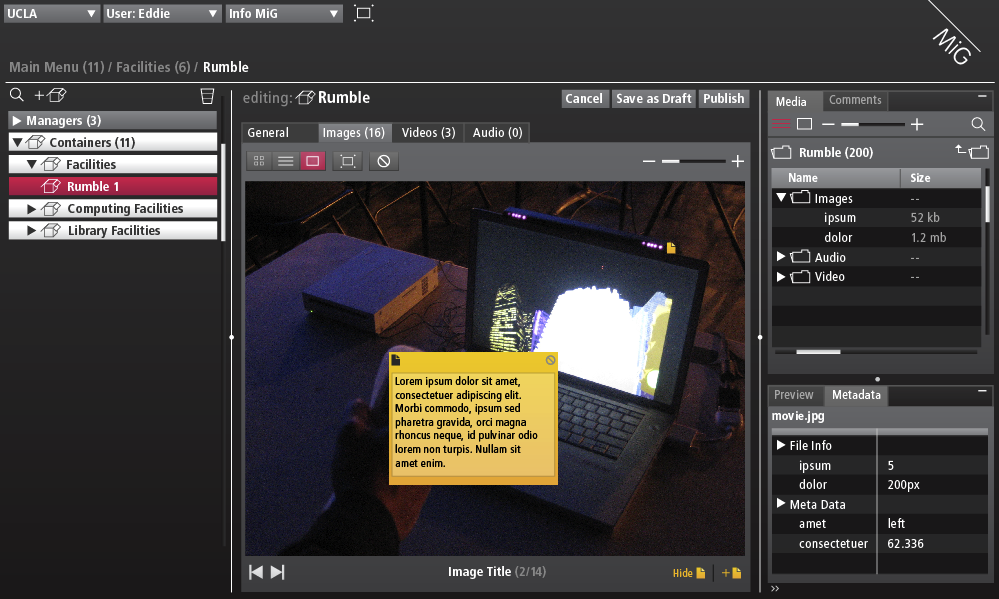 UCLA
User: Eddie
Info MiG
MiG
Main Menu (11) / Facilities (6) / Rumble
Managers (3)
Containers (11)
Facilities
Rumble 1
Computing Facilities
Library Facilities
editing: Rumble
Cancel
Save as Draft
Publish
General
Images (16)
Videos (3)
Audio (0)
Lorem ipsum dolor sit amet,
consectetuer adipiscing elit.
Morbi commodo, ipsum sed
pharetra gravida, orci magna
rhoncus neque, id pulvinar odio
lorem non turpis. Nullam sit
amet enim.
Image Title (2/14)
Hide
Media
Comments
Rumble (200)
Name Size
Images --
ipsum 52 kb
dolor 1.2 mb
Audio --
Video --
Preview
Metadata
movie.jpg
File Info
ipsum 5
dolor 200px
Meta Data
amet left
consectetuer 62.336